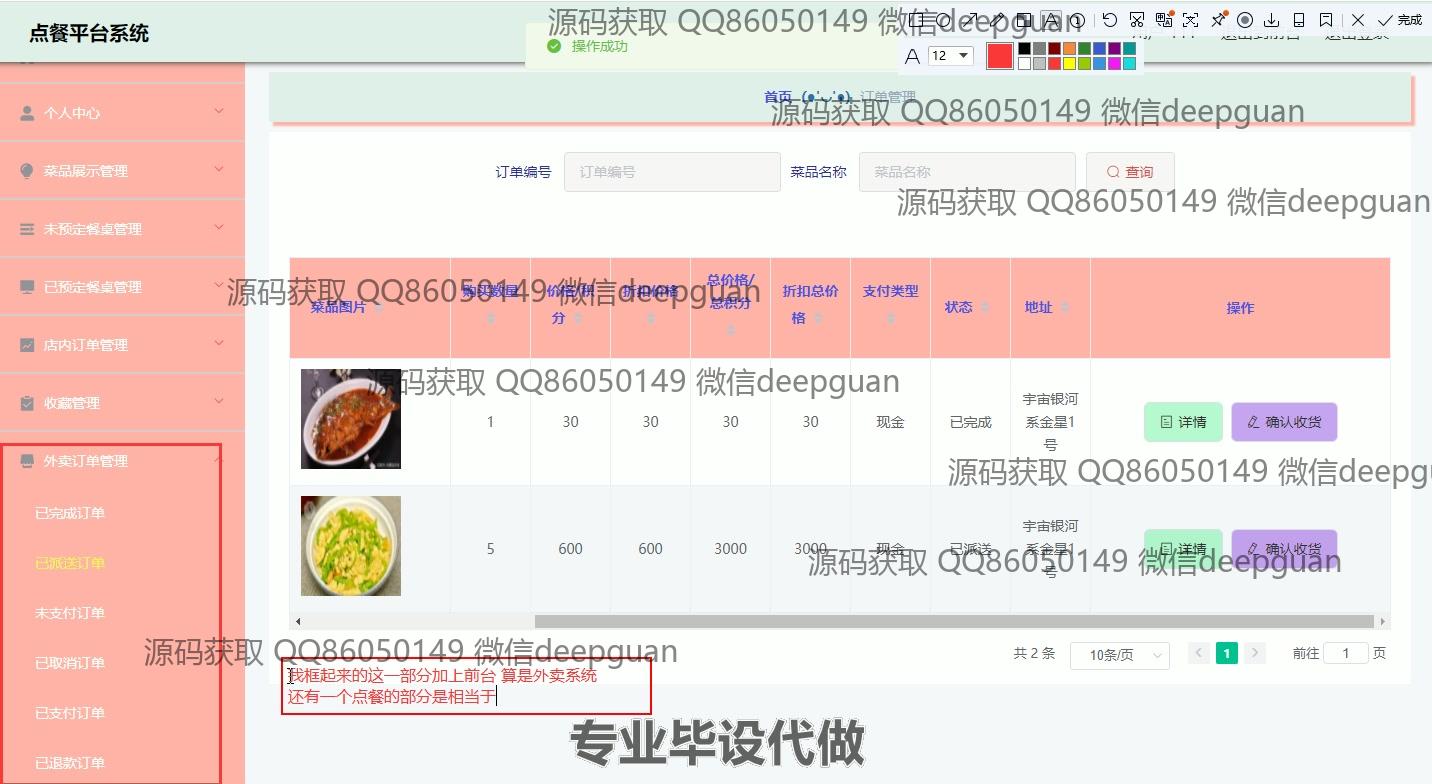 点餐平台系统
源码获取 QQ86050149 微信deepguan
完成
操作成功
退出到前台
退出登录
12
首页 (●'◡'●) 订单管理
源码获取 QQ86050149 微信deepguan
个人中心
菜品展示管理
未预定餐桌管理
已预定餐桌管理
店内订单管理
收藏管理
外卖订单管理
已完成订单
已派送订单
未支付订单
已取消订单
已支付订单
已退款订单
订单编号 订单编号 菜品名称 菜品名称 查询
源码获取 QQ86050149 微信deepguan
源码获取 QQ86050149 微信deepguan
菜品图片 购买数量 价格/积分 折扣价格 总价格/总积分 折扣总价格 支付类型 状态 地址 操作
源码获取 QQ86050149 微信deepguan
1 30 30 30 30 现金 已完成 宇宙银河系金星1号 详情 确认收货
源码获取 QQ86050149 微信deepg
5 600 600 3000 3000 现金 已派送 宇宙银河系金星1号 详情 确认收货
源码获取 QQ86050149 微信deepguan
源码获取 QQ86050149 微信deepguan
共 2 条 10条/页 1 前往 1 页
我框起来的这一部分加上前台 算是外卖系统
还有一个点餐的部分是相当于
专业毕设代做